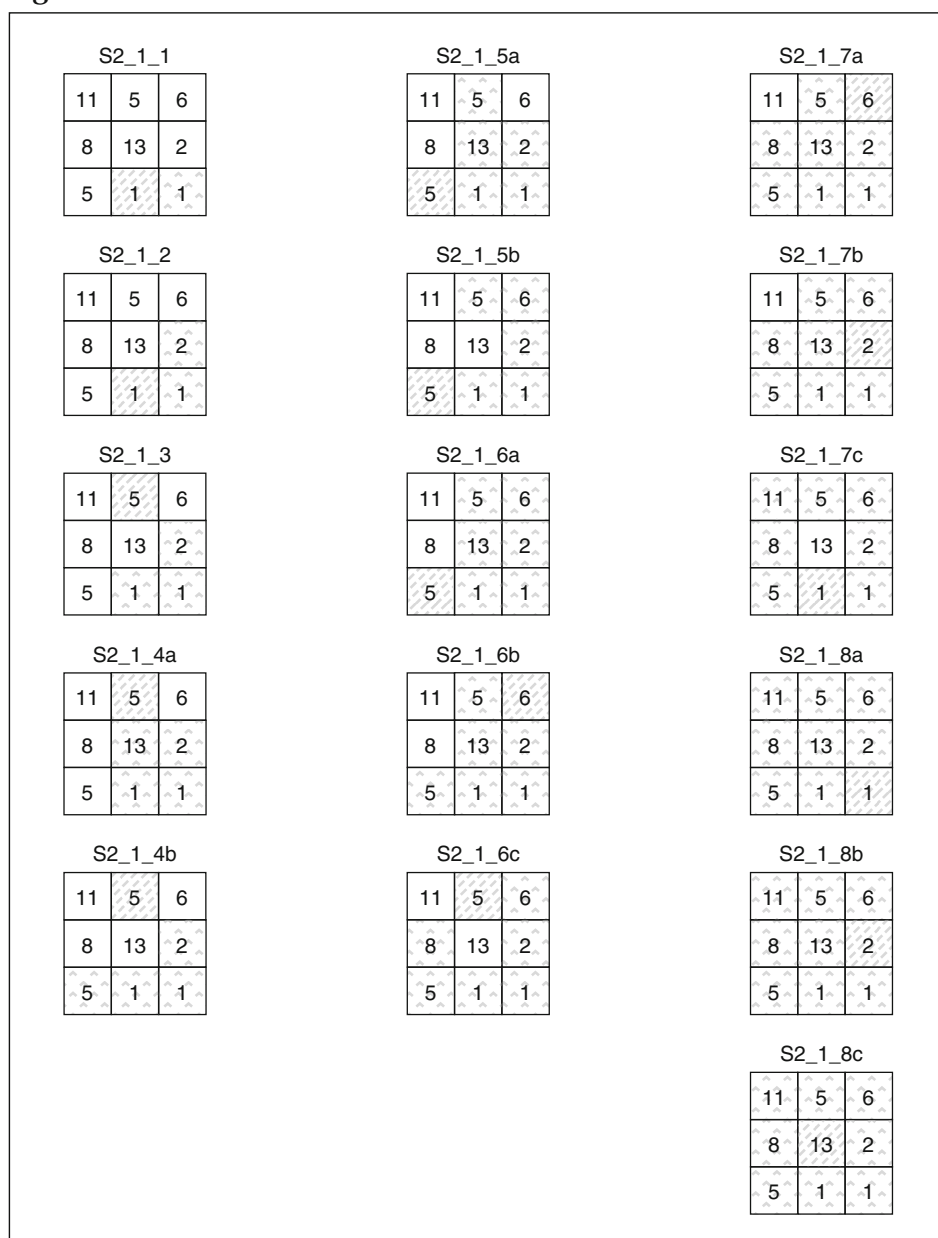 S2_1_1
11 5 6
8 13 2
5 1 1
S2_1_2
11 5 6
8 13 2
5 1 1
S2_1_3
11 5 6
8 13 2
5 1 1
S2_1_4a
11 5 6
8 13 2
5 1 1
S2_1_4b
11 5 6
8 13 2
5 1 1
S2_1_5a
11 5 6
8 13 2
5 1 1
S2_1_5b
11 5 6
8 13 2
5 1 1
S2_1_6a
11 5 6
8 13 2
5 1 1
S2_1_6b
11 5 6
8 13 2
5 1 1
S2_1_6c
11 5 6
8 13 2
5 1 1
S2_1_7a
11 5 6
8 13 2
5 1 1
S2_1_7b
11 5 6
8 13 2
5 1 1
S2_1_7c
11 5 6
8 13 2
5 1 1
S2_1_8a
11 5 6
8 13 2
5 1 1
S2_1_8b
11 5 6
8 13 2
5 1 1
S2_1_8c
11 5 6
8 13 2
5 1 1